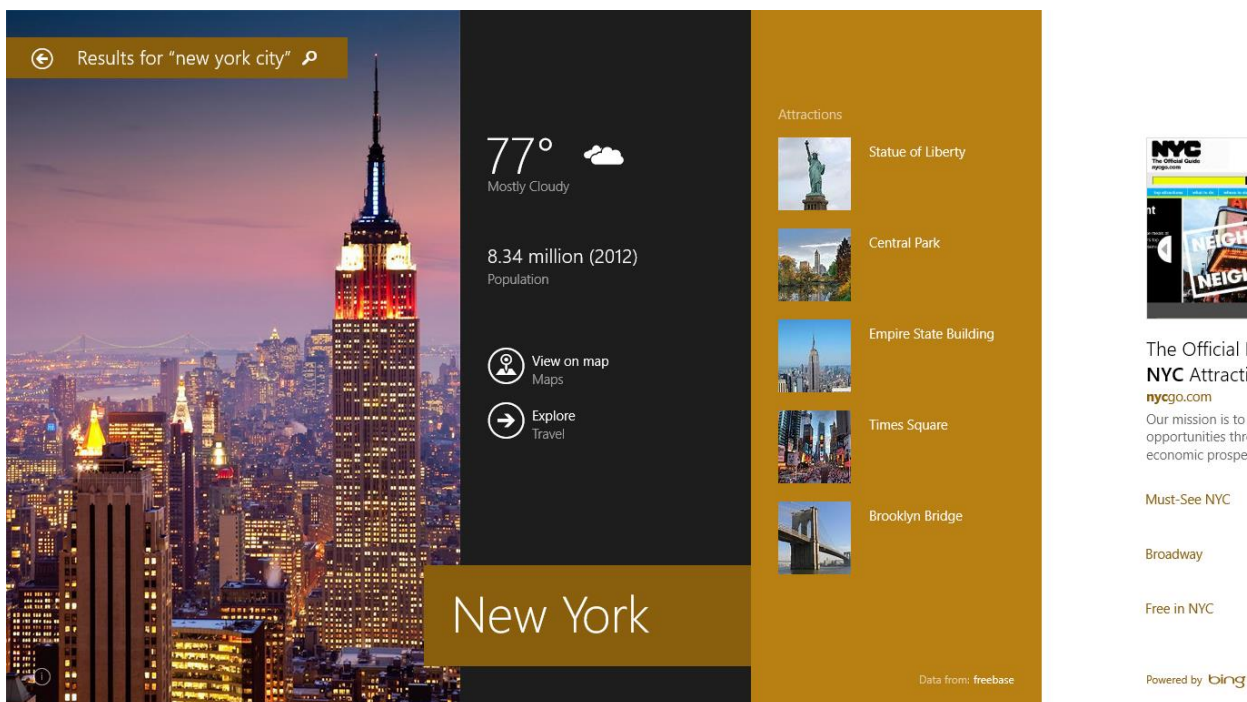 Results for “new york city”
77°
Mostly Cloudy
8.34 million (2012)
Population
View on map
Maps
Explore
Travel
New York
Attractions
Statue of Liberty
Central Park
Empire State Building
Times Square
Brooklyn Bridge
Data from: freebase
NYC
The Official Guide
nycgo.com
NEIGH
NEIGH
The Official
NYC Attracti
nycgo.com
Our mission is to
opportunities thro
economic prospe
Must-See NYC
Broadway
Free in NYC
Powered by bing